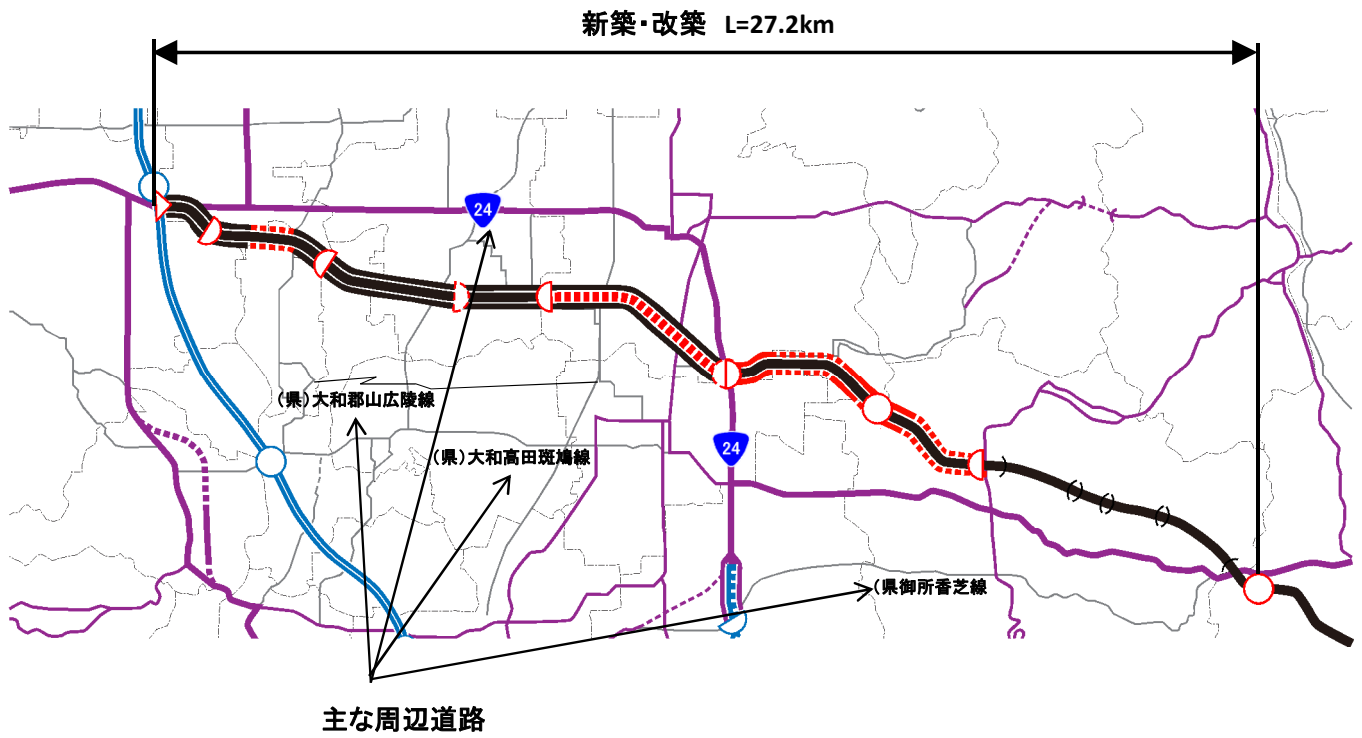 新築・改築 L=27.2km
24
(県)大和郡山広陵線
(県)大和高田斑鳩線
24
(県御所香芝線
主な周辺道路